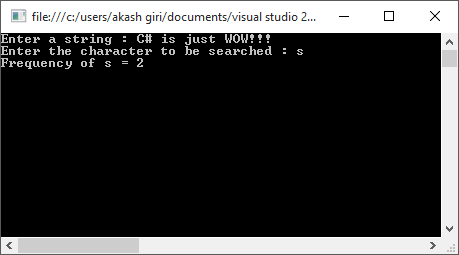 file:///c:/users/akash giri/documents/visual studio 2...
Enter a string : C# is just WOW!!!
Enter the character to be searched : s
Frequency of s = 2